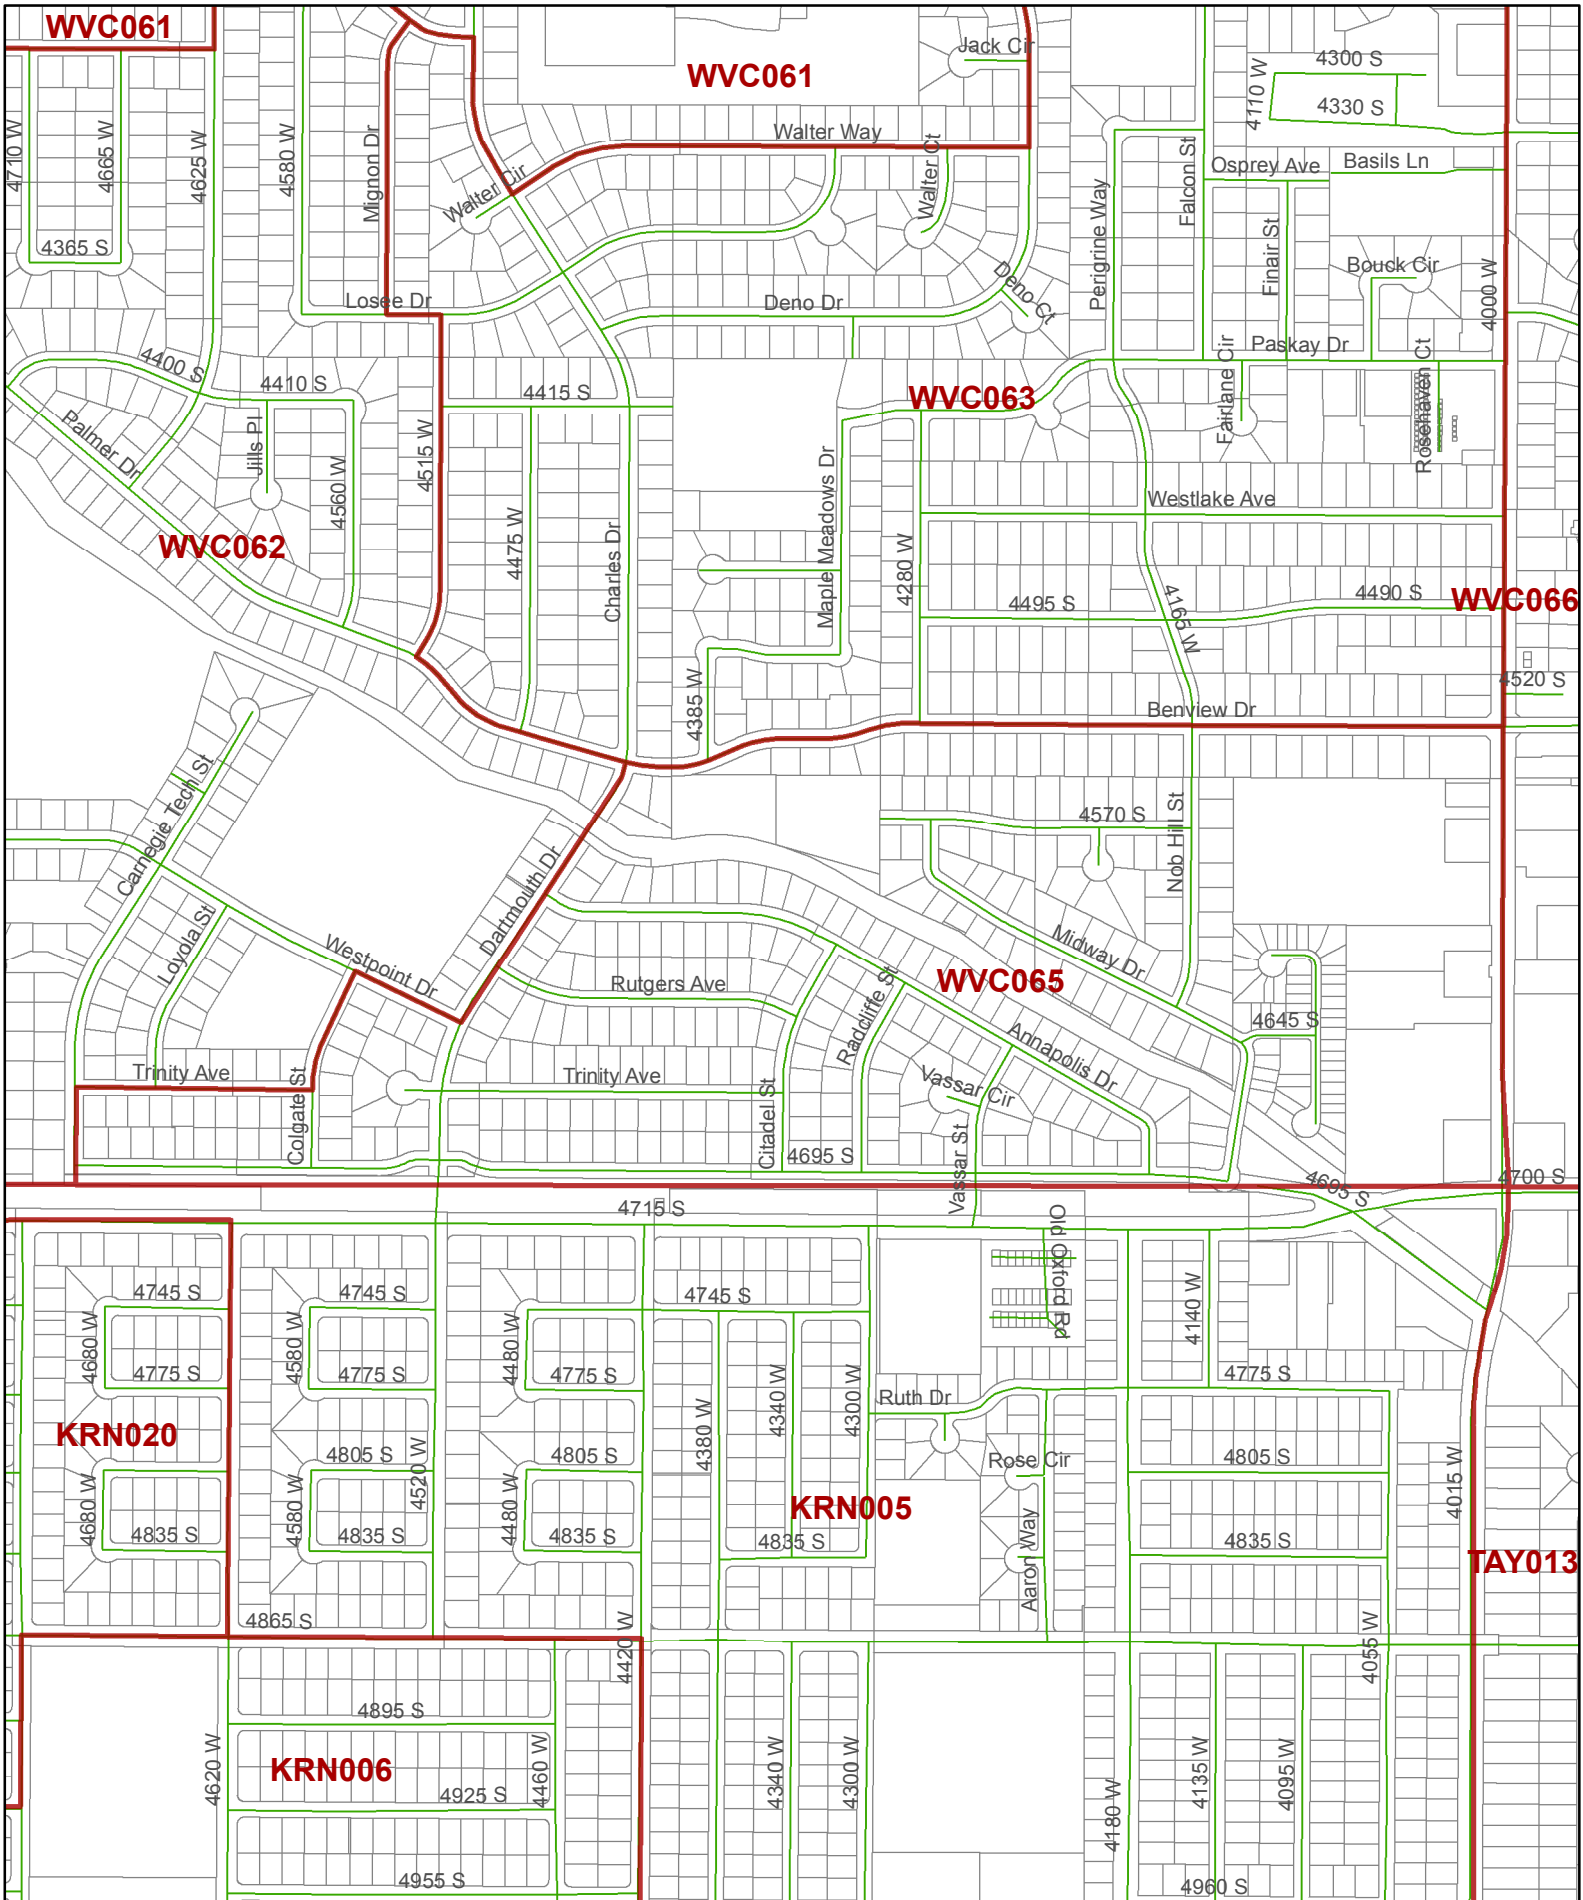 WVC061
WVC061
Jack Cir
4300 S
4110 W
4330 S
4710 W
4665 W
4625 W
4580 W
Mignon Dr
Walter Way
Walter Ct
Walter Cir
Falcon St
Osprey Ave
Basils Ln
Perigrine Way
Finair St
Bouck Cir
4000 W
4365 S
Losee Dr
Deno Dr
Deno Ct
Paskay Dr
4400 S
4410 S
4415 S
WVC063
Fairlane Cir
Rosehaven Ct
Palmer Dr
Jills Pl
4560 W
4515 W
4475 W
Charles Dr
Maple Meadows Dr
4280 W
Westlake Ave
WVC062
4495 S
4165 W
4490 S
WVC066
4385 W
4520 S
Benview Dr
Carnegie Tech St
4570 S
Nob Hill St
Dartmouth Dr
Loyola St
Westpoint Dr
Rutgers Ave
Radcliffe St
WVC065
Midway Dr
4645 S
Annapolis Dr
Trinity Ave
Colgate St
Trinity Ave
Citadel St
Vassar Cir
Vassar St
4695 S
4695 S
4700 S
4715 S
Old Oxford Rd
4745 S
4745 S
4745 S
4680 W
4580 W
4480 W
4140 W
4775 S
4775 S
4775 S
4775 S
4380 W
4340 W
4300 W
Ruth Dr
KRN020
4805 S
4520 W
4805 S
Rose Cir
4805 S
4015 W
4680 W
4580 W
4480 W
KRN005
4835 S
4835 S
4835 S
4835 S
4835 S
Aaron Way
TAY013
4865 S
4420 W
4055 W
4895 S
4620 W
KRN006
4925 S
4460 W
4340 W
4300 W
4180 W
4135 W
4095 W
4955 S
4960 S